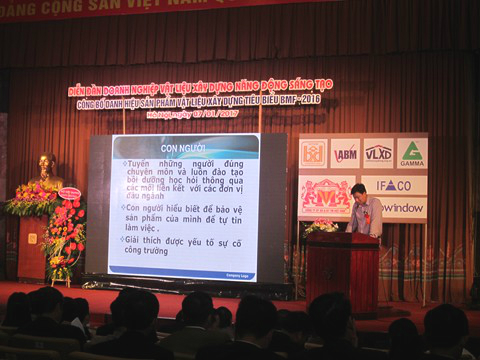 ĐẢNG CỘNG SẢN VIỆT NAM QUANG
DIỄN ĐÀN DOANH NGHIỆP VẬT LIỆU XÂY DỰNG NĂNG ĐỘNG SÁNG TẠO
CÔNG BỐ DANH HIỆU SẢN PHẨM VẬT LIỆU XÂY DỰNG TIÊU BIỂU BMF - 2016
Hà Nội, ngày 17/01/2017
CON NGƯỜI
Tuyển những người đúng
chuyên môn và luôn đào tạo
bồi dưỡng học hỏi thông qua
các mối liên kết với các đơn vị
đầu ngành
Con người hiểu biết để bảo vệ
sản phẩm của mình để tự tin
làm việc .
Giải thích được yếu tố sự cố
công trường
Company Logo
ABM
VLXD
GAMMA
IFACO
window